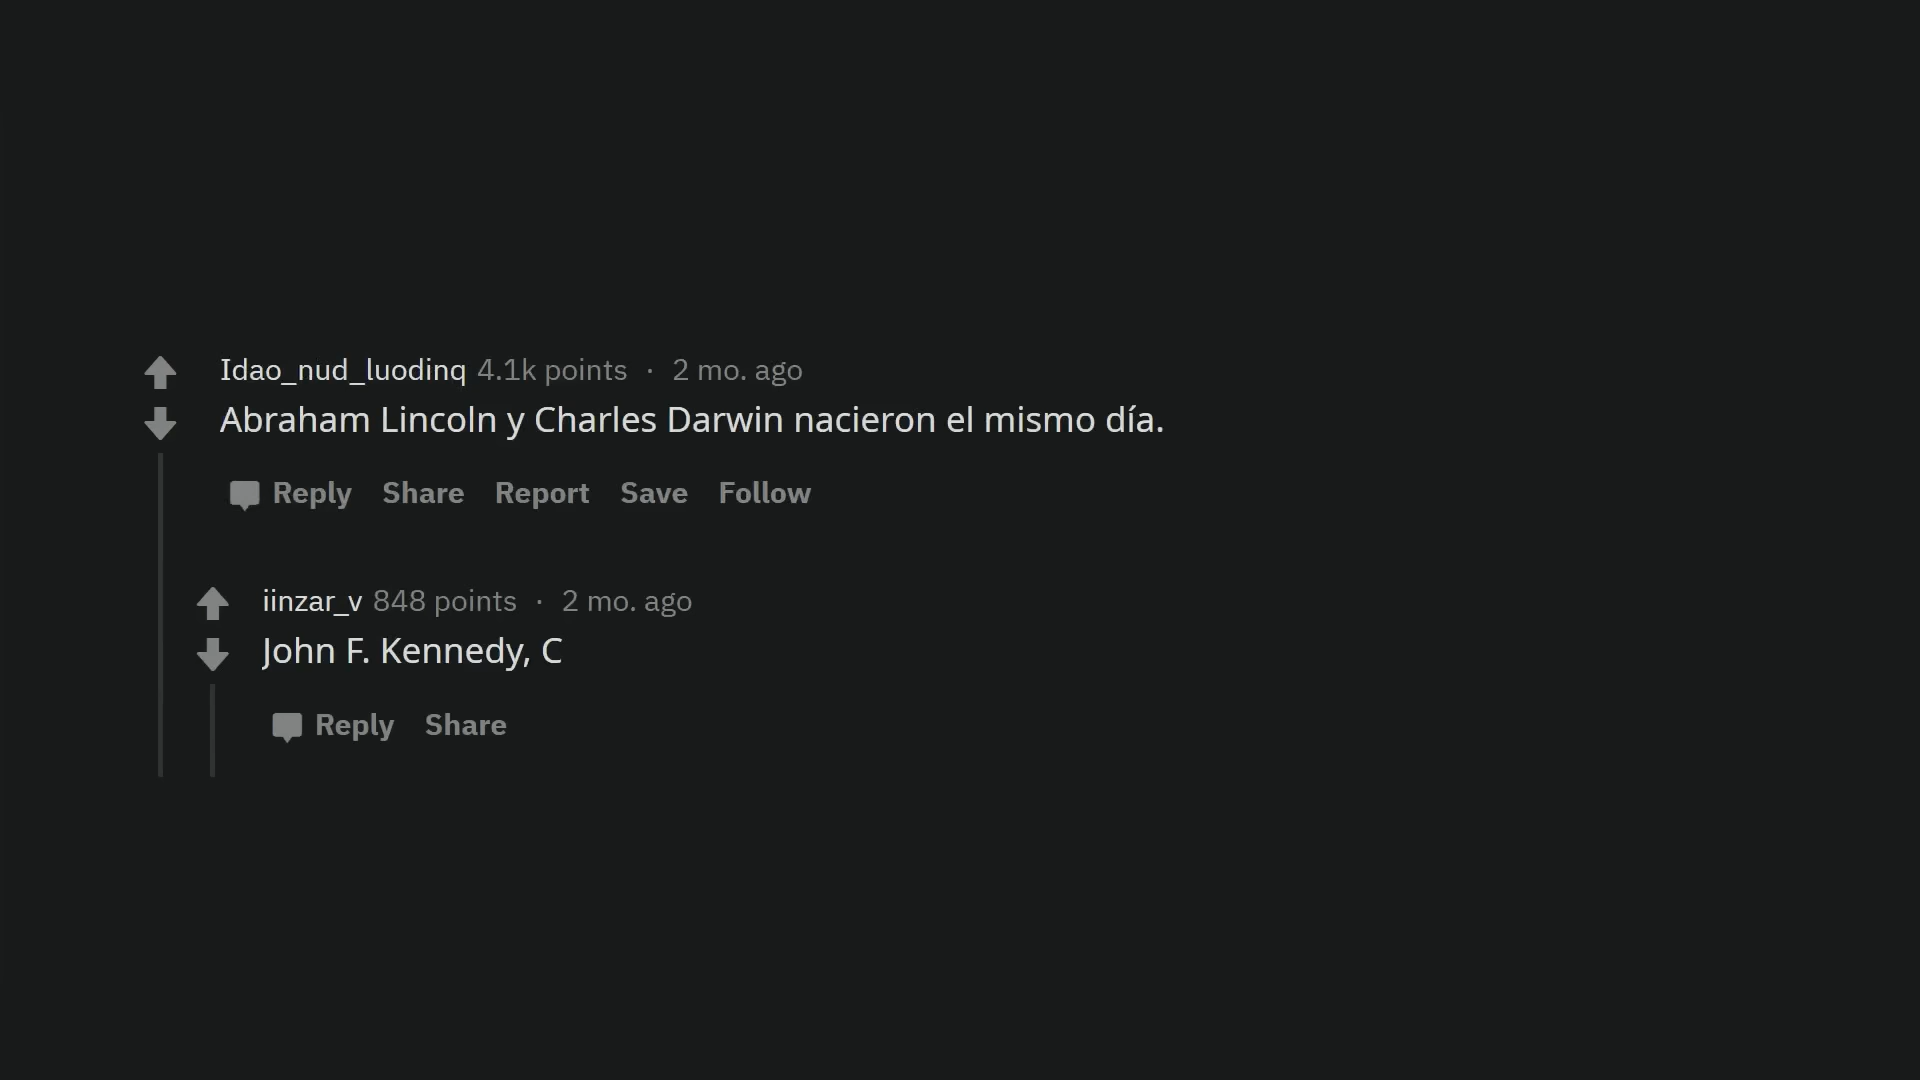 Idao_nud_luodinq 4.1k points · 2 mo. ago
Abraham Lincoln y Charles Darwin nacieron el mismo día.
Reply Share Report Save Follow
iinzar_v 848 points · 2 mo. ago
John F. Kennedy, C
Reply Share